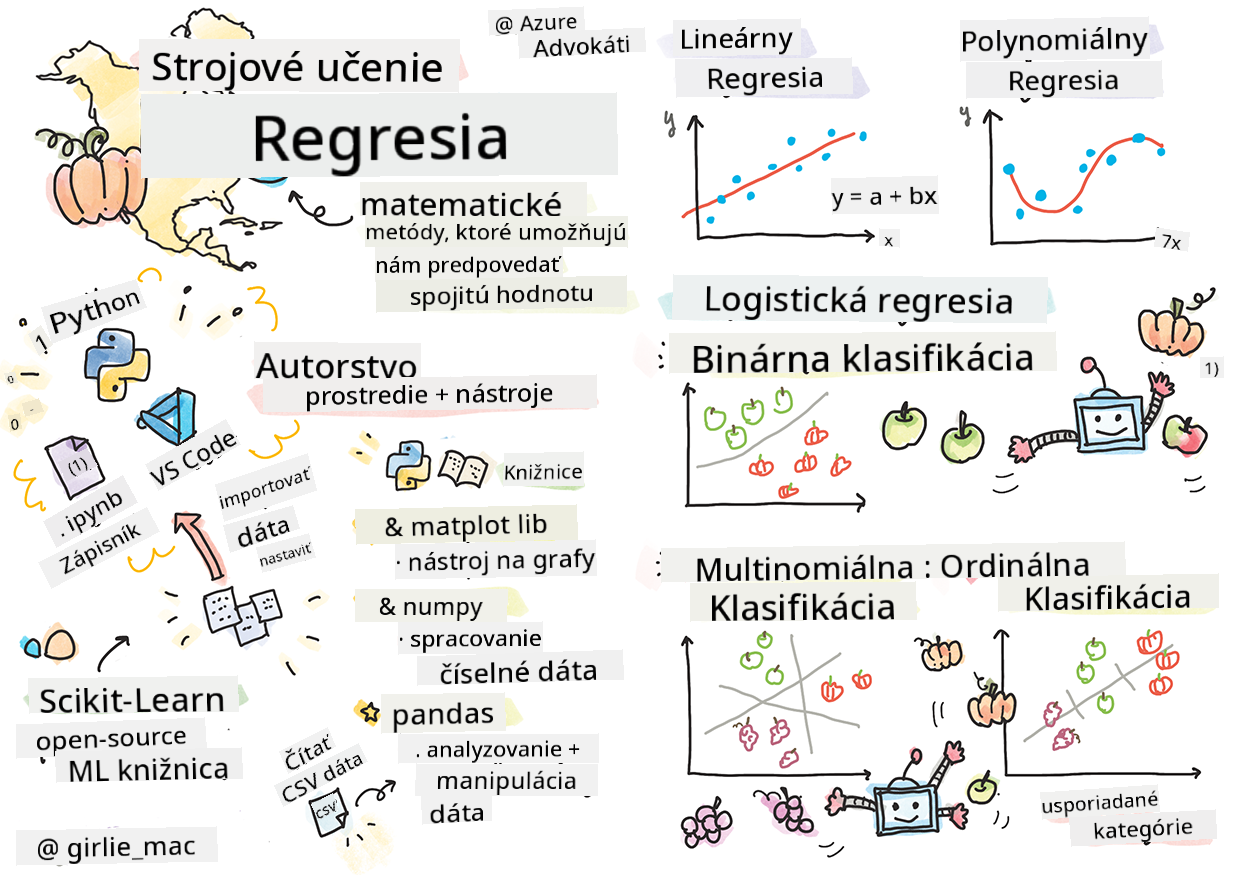 @ Azure
Advokáti
Strojové učenie
Regresia
matematické
metódy, ktoré umožňujú
nám predpovedať
spojitú hodnotu
1 Python
VS Code
(1)
. ipynb
Zápisník
importovať
dáta
nastaviť
Autorstvo
prostredie + nástroje
Knižnice
& matplot lib
· nástroj na grafy
& numpy
· spracovanie
číselné dáta
pandas
. analyzovanie +
manipulácia
dáta
Čítať
CSV dáta
CSV
Scikit-Learn
open-source
ML knižnica
@ girlie_mac
Lineárny
Regresia
y
y = a + bx
x
Polynomiálny
Regresia
y
7x
Logistická regresia
Binárna klasifikácia
1)
Multinomiálna : Ordinálna
Klasifikácia
Klasifikácia
usporiadané
kategórie